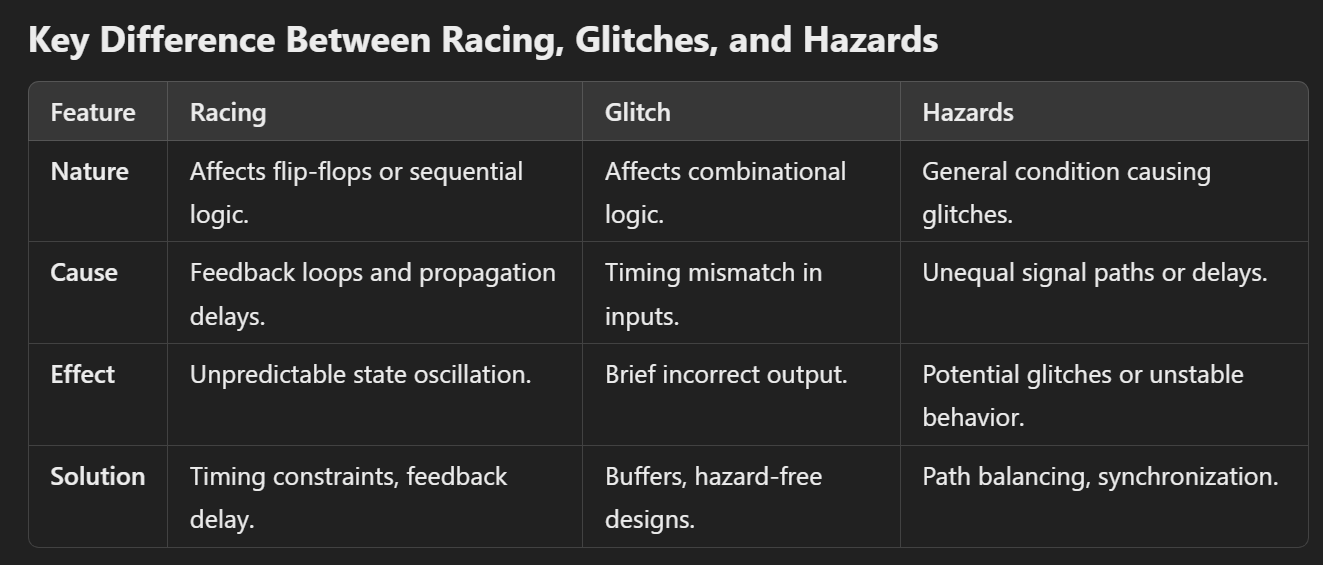 Key Difference Between Racing, Glitches, and Hazards
Feature Racing Glitch Hazards
Nature Affects flip-flops or sequential Affects combinational General condition causing
logic. logic. glitches.
Cause Feedback loops and propagation Timing mismatch in Unequal signal paths or delays.
delays. inputs.
Effect Unpredictable state oscillation. Brief incorrect output. Potential glitches or unstable
behavior.
Solution Timing constraints, feedback Buffers, hazard-free Path balancing, synchronization.
delay. designs.